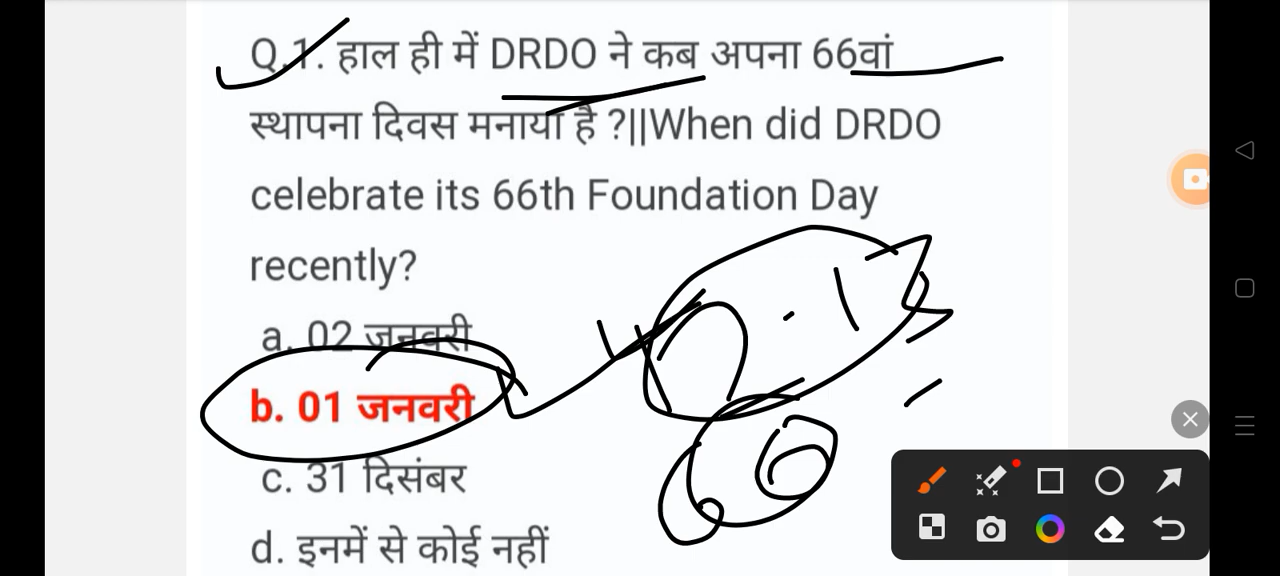 Q.1. हाल ही में DRDO ने कब अपना 66वां
स्थापना दिवस मनाया है ?||When did DRDO
celebrate its 66th Foundation Day
recently?
a. 02 जनवरी
b. 01 जनवरी
c. 31 दिसंबर
d. इनमें से कोई नहीं